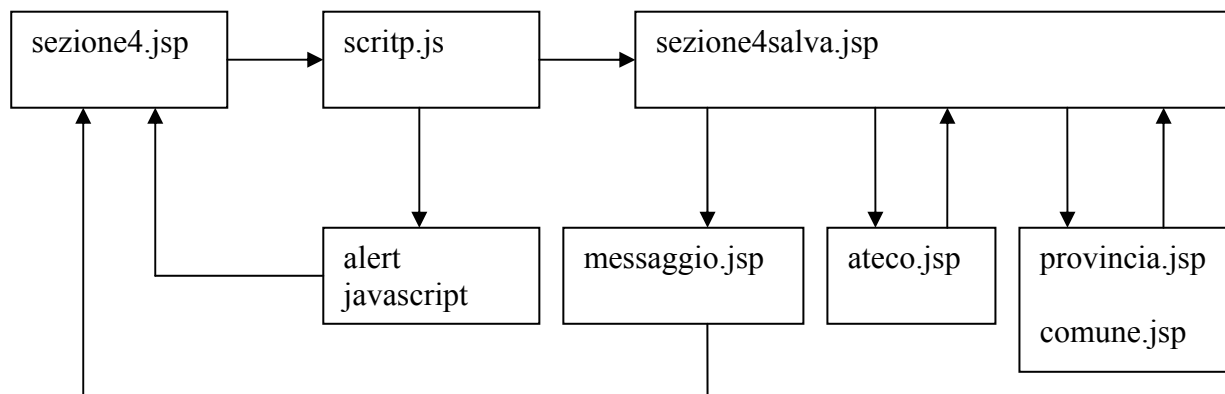 sezione4.jsp
scritp.js
sezione4salva.jsp
alert
javascript
messaggio.jsp
ateco.jsp
provincia.jsp
comune.jsp